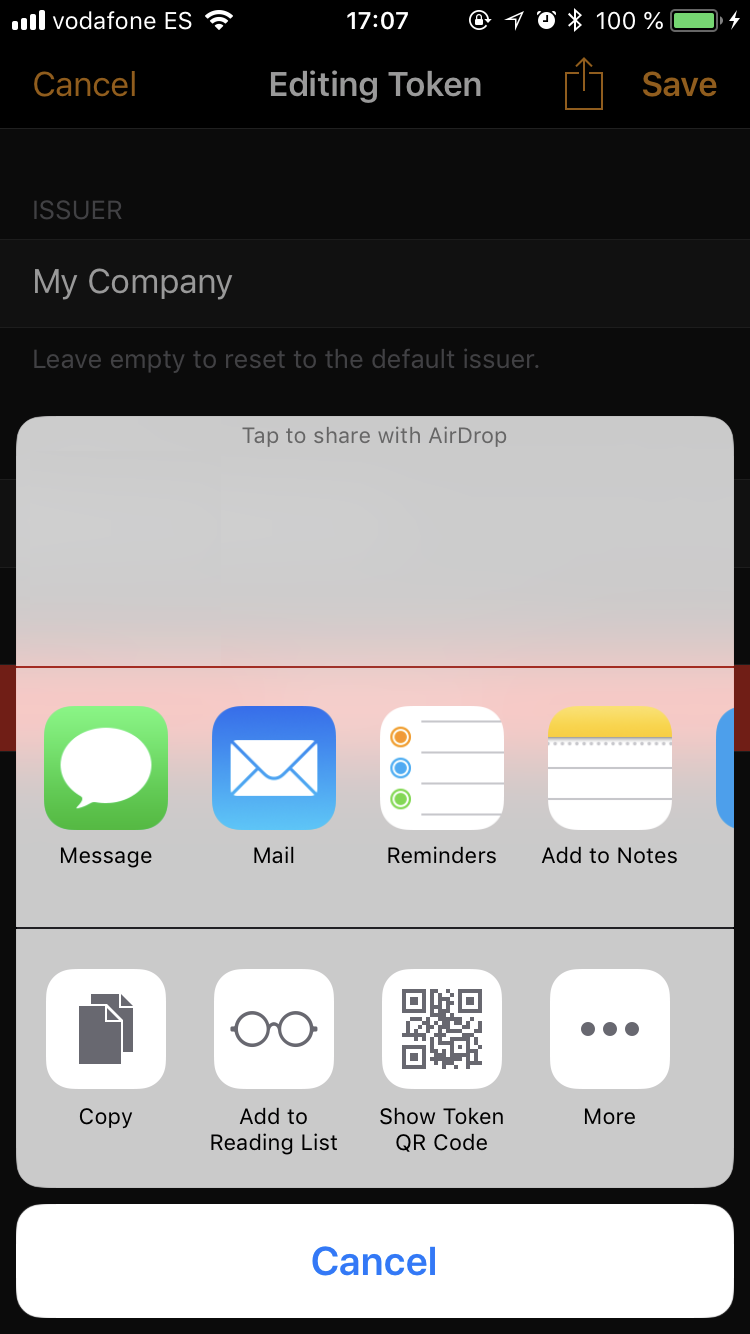 vodafone ES 17:07 100 %
Cancel Editing Token Save
ISSUER
My Company
Leave empty to reset to the default issuer.
Tap to share with AirDrop
Message Mail Reminders Add to Notes
Copy Add to Reading List Show Token QR Code More
Cancel